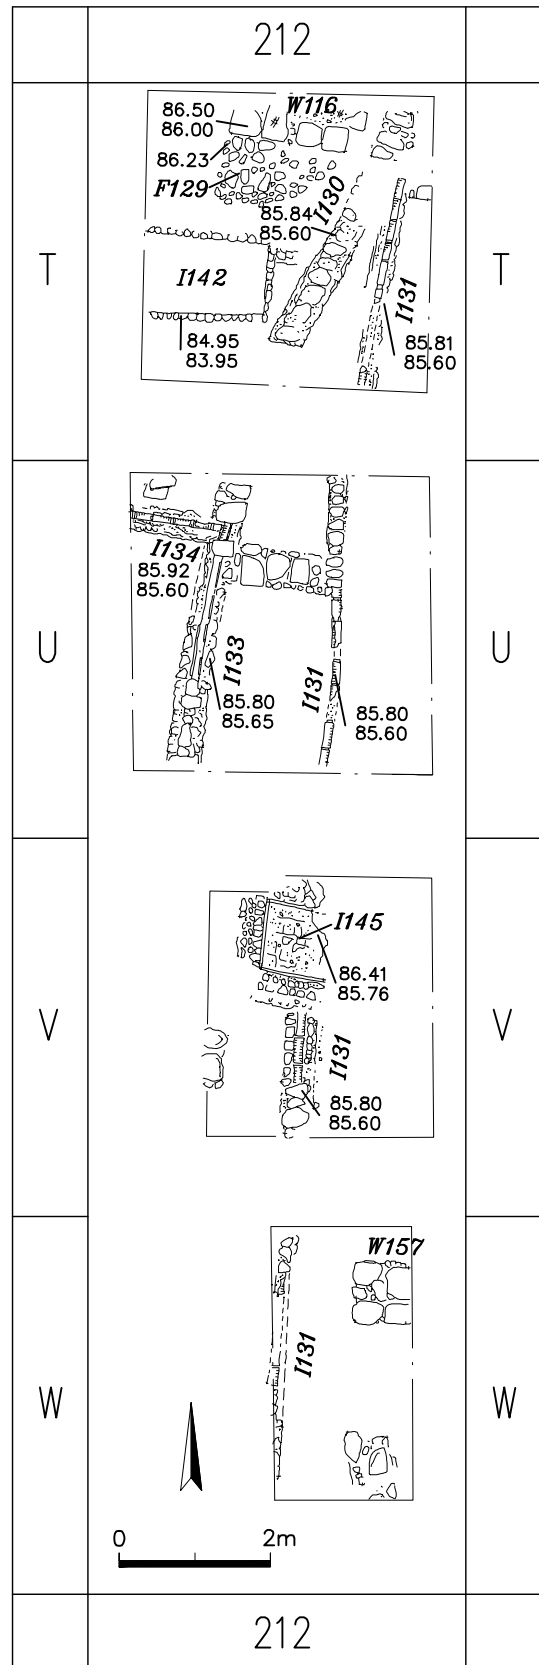 212
86.50
86.00
W116
86.23
F129
I130
85.84
85.60
T
T
I142
I131
84.95
83.95
85.81
85.60
I134
85.92
85.60
U
U
I133
I131
85.80
85.65
85.80
85.60
I145
86.41
85.76
V
V
I131
85.80
85.60
W157
I131
W
W
0 2m
212